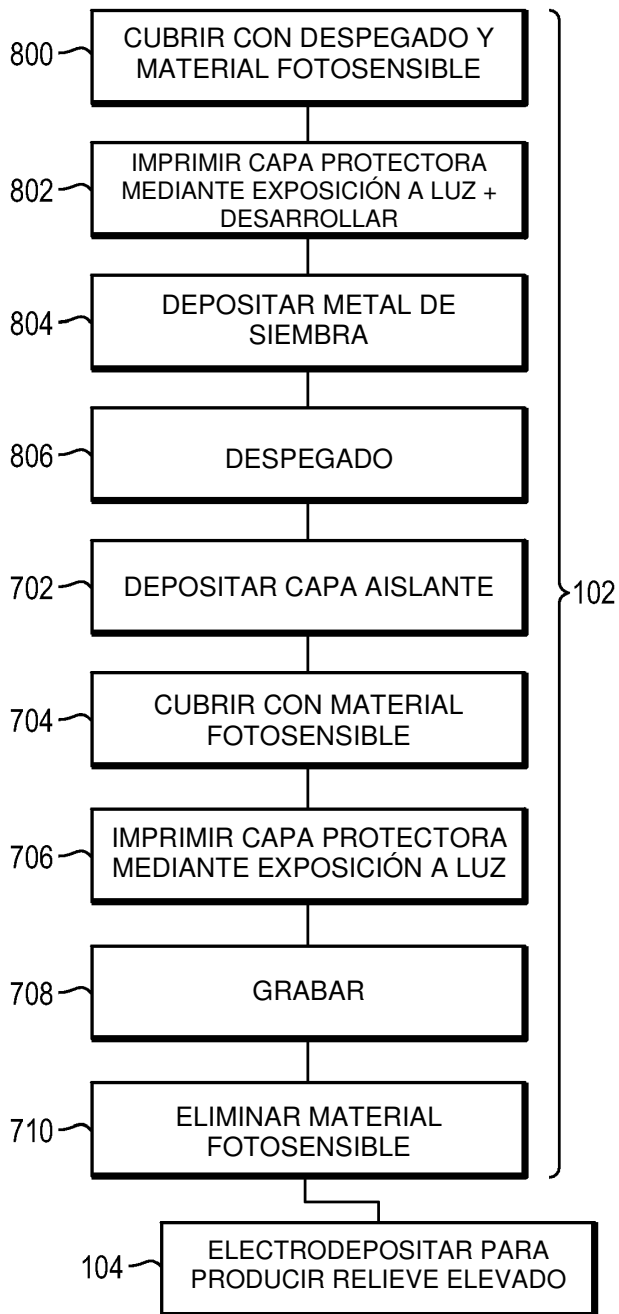 800
CUBRIR CON DESPEGADO Y
MATERIAL FOTOSENSIBLE
802
IMPRIMIR CAPA PROTECTORA
MEDIANTE EXPOSICIÓN A LUZ +
DESARROLLAR
804
DEPOSITAR METAL DE
SIEMBRA
806
DESPEGADO
702
DEPOSITAR CAPA AISLANTE
102
704
CUBRIR CON MATERIAL
FOTOSENSIBLE
706
IMPRIMIR CAPA PROTECTORA
MEDIANTE EXPOSICIÓN A LUZ
708
GRABAR
710
ELIMINAR MATERIAL
FOTOSENSIBLE
104
ELECTRODEPOSITAR PARA
PRODUCIR RELIEVE ELEVADO